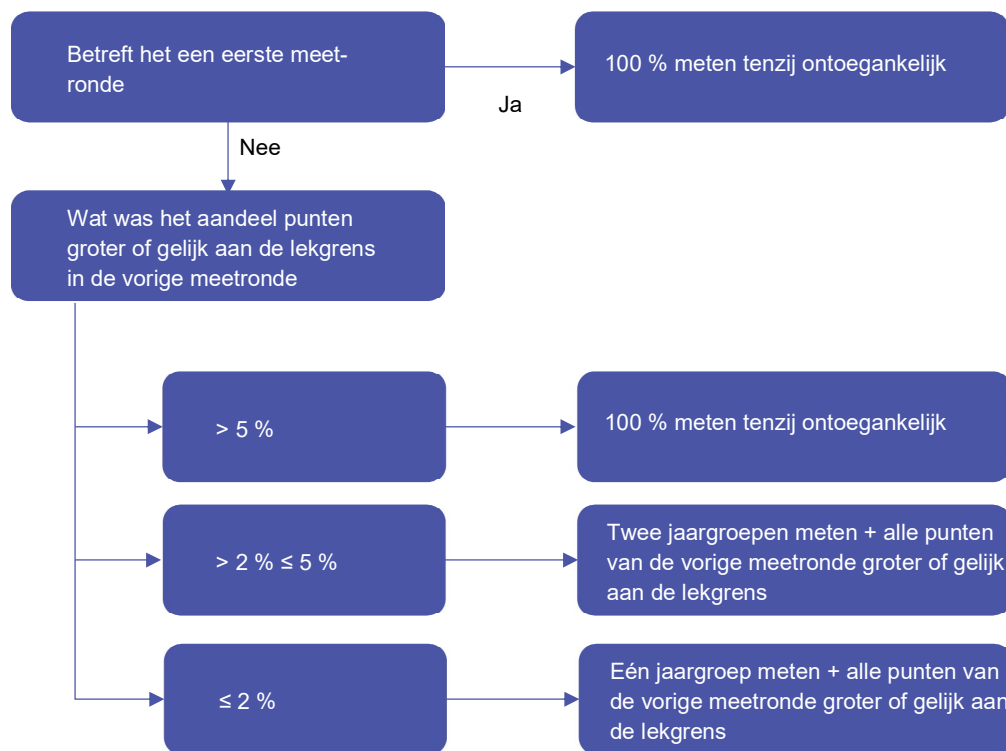 Betreft het een eerste meet-
ronde
100 % meten tenzij ontoegankelijk
Ja
Nee
Wat was het aandeel punten
groter of gelijk aan de lekgrens
in de vorige meetronde
> 5 %
100 % meten tenzij ontoegankelijk
> 2 % ≤ 5 %
Twee jaargroepen meten + alle punten
van de vorige meetronde groter of gelijk
aan de lekgrens
≤ 2 %
Eén jaargroep meten + alle punten van
de vorige meetronde groter of gelijk aan
de lekgrens